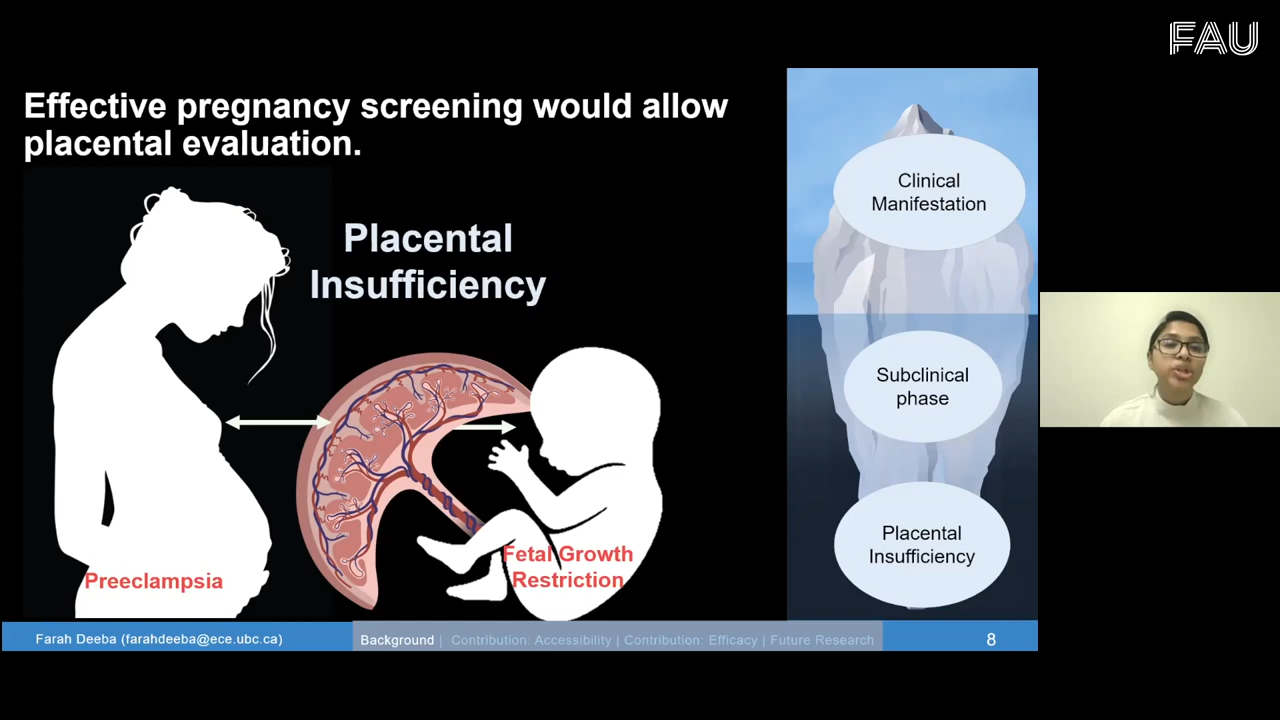 FAU
Effective pregnancy screening would allow
placental evaluation.
Placental
Insufficiency
Preeclampsia
Fetal Growth
Restriction
Clinical
Manifestation
Subclinical
phase
Placental
Insufficiency
Farah Deeba (farahdeeba@ece.ubc.ca)
Background | Contribution: Accessibility | Contribution: Efficacy | Future Research
8